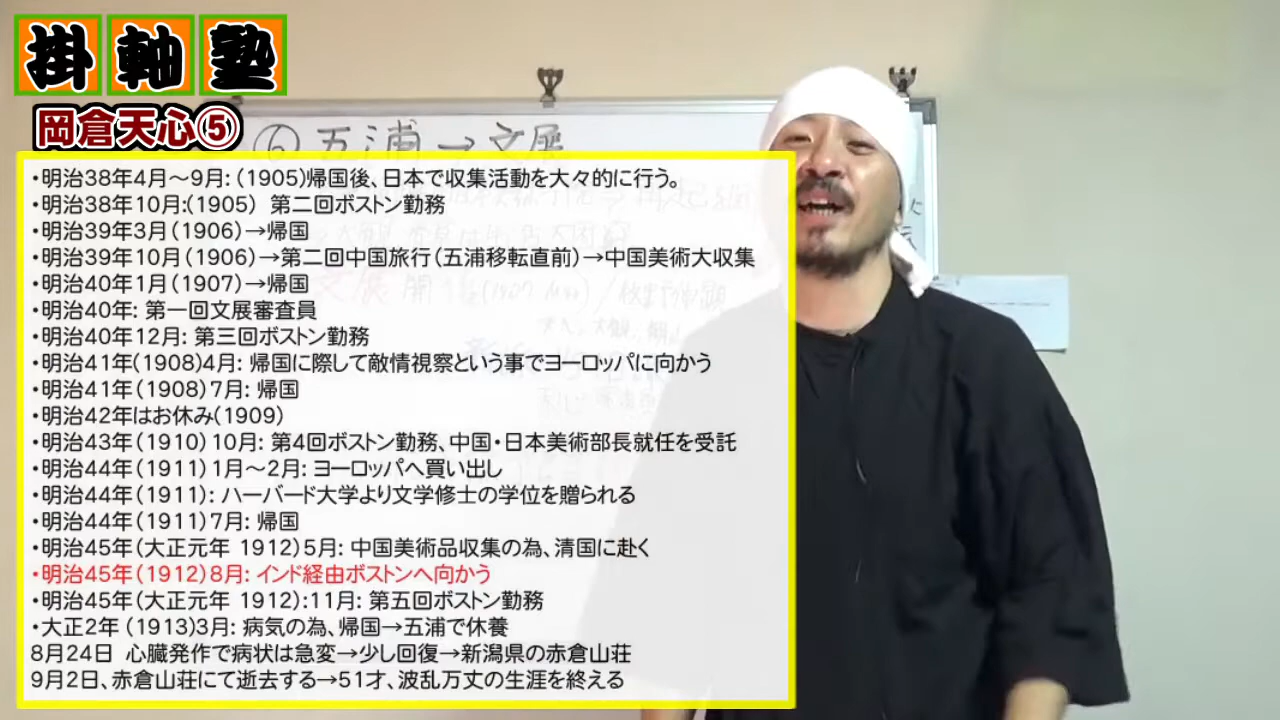 掛軸塾
岡倉天心⑤
⑥五浦→文展
・明治38年4月～9月: (1905)帰国後、日本で収集活動を大々的に行う。
・明治38年10月:(1905) 第二回ボストン勤務
・明治39年3月(1906)→帰国
・明治39年10月(1906)→第二回中国旅行(五浦移転直前)→中国美術大収集
・明治40年1月(1907)→帰国
・明治40年: 第一回文展審査員
・明治40年12月: 第三回ボストン勤務
・明治41年(1908)4月: 帰国に際して敵情視察という事でヨーロッパに向かう
・明治41年(1908)7月: 帰国
・明治42年はお休み(1909)
・明治43年(1910)10月: 第4回ボストン勤務、中国・日本美術部長就任を受託
・明治44年(1911)1月～2月: ヨーロッパへ買い出し
・明治44年(1911): ハーバード大学より文学修士の学位を贈られる
・明治44年(1911)7月: 帰国
・明治45年(大正元年 1912)5月: 中国美術品収集の為、清国に赴く
・明治45年(1912)8月: インド経由ボストンへ向かう
・明治45年(大正元年 1912):11月: 第五回ボストン勤務
・大正2年 (1913)3月: 病気の為、帰国→五浦で休養
8月24日 心臓発作で病状は急変→少し回復→新潟県の赤倉山荘
9月2日、赤倉山荘にて逝去する→51才、波乱万丈の生涯を終える